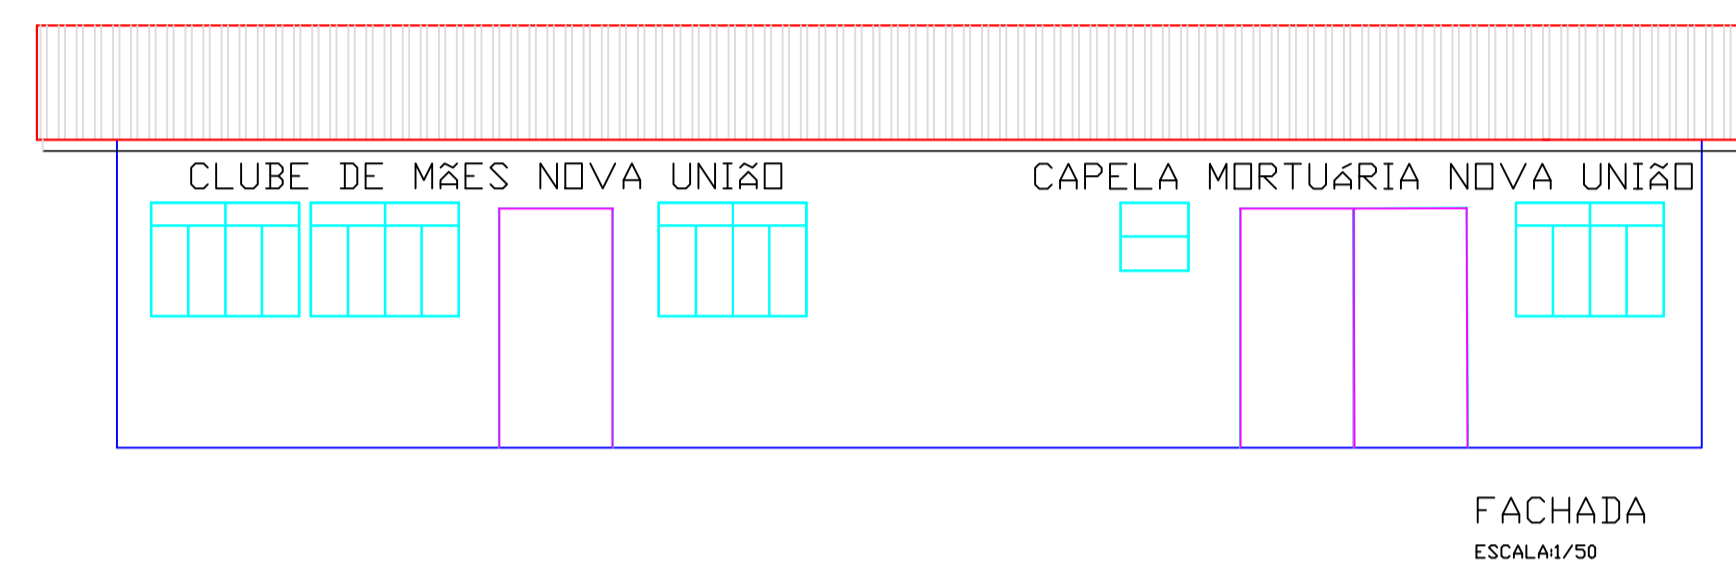 CLUBE DE MÃES NOVA UNIÃO
CAPELA MORTUÁRIA NOVA UNIÃO
FACHADA
ESCALA:1/50